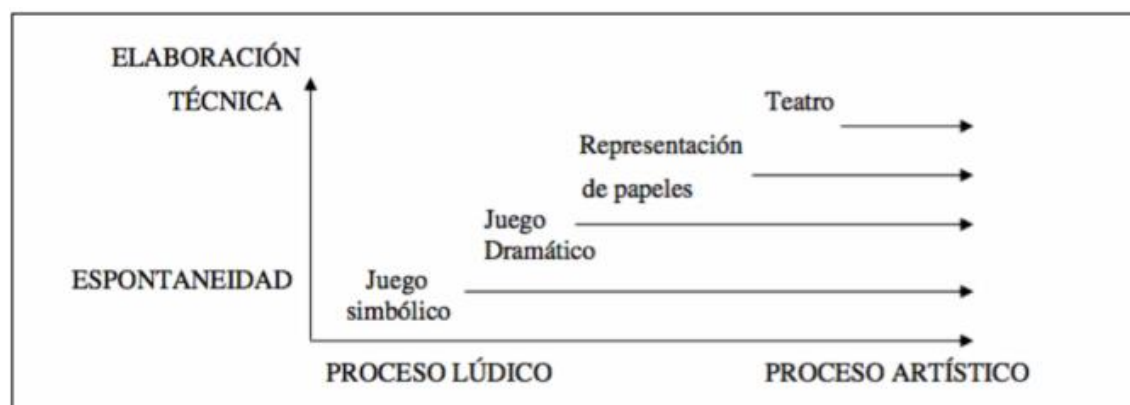 ELABORACIÓN
TÉCNICA
Teatro
Representación
de papeles
Juego
Dramático
ESPONTANEIDAD
Juego
simbólico
PROCESO LÚDICO
PROCESO ARTÍSTICO